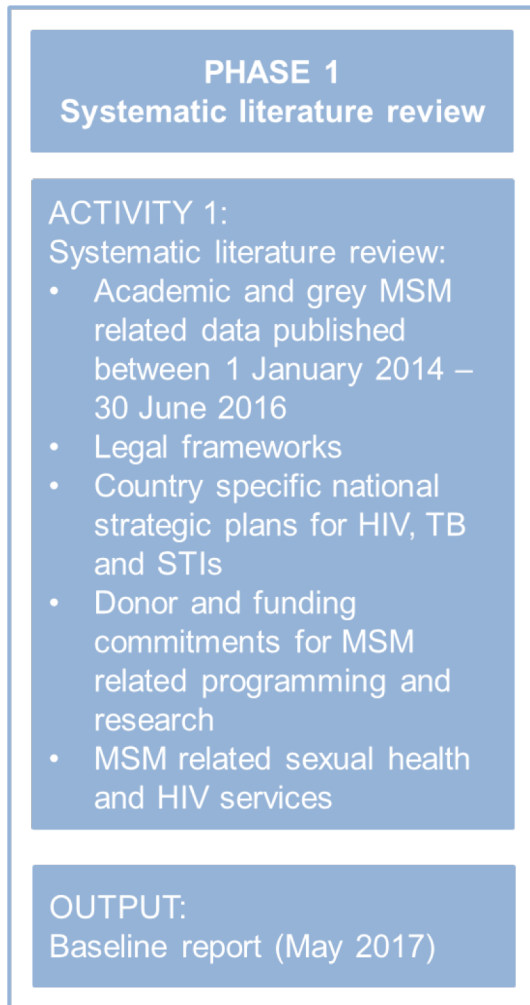 PHASE 1
Systematic literature review
ACTIVITY 1:
Systematic literature review:
• Academic and grey MSM
related data published
between 1 January 2014 –
30 June 2016
• Legal frameworks
• Country specific national
strategic plans for HIV, TB
and STIs
• Donor and funding
commitments for MSM
related programming and
research
• MSM related sexual health
and HIV services
OUTPUT:
Baseline report (May 2017)